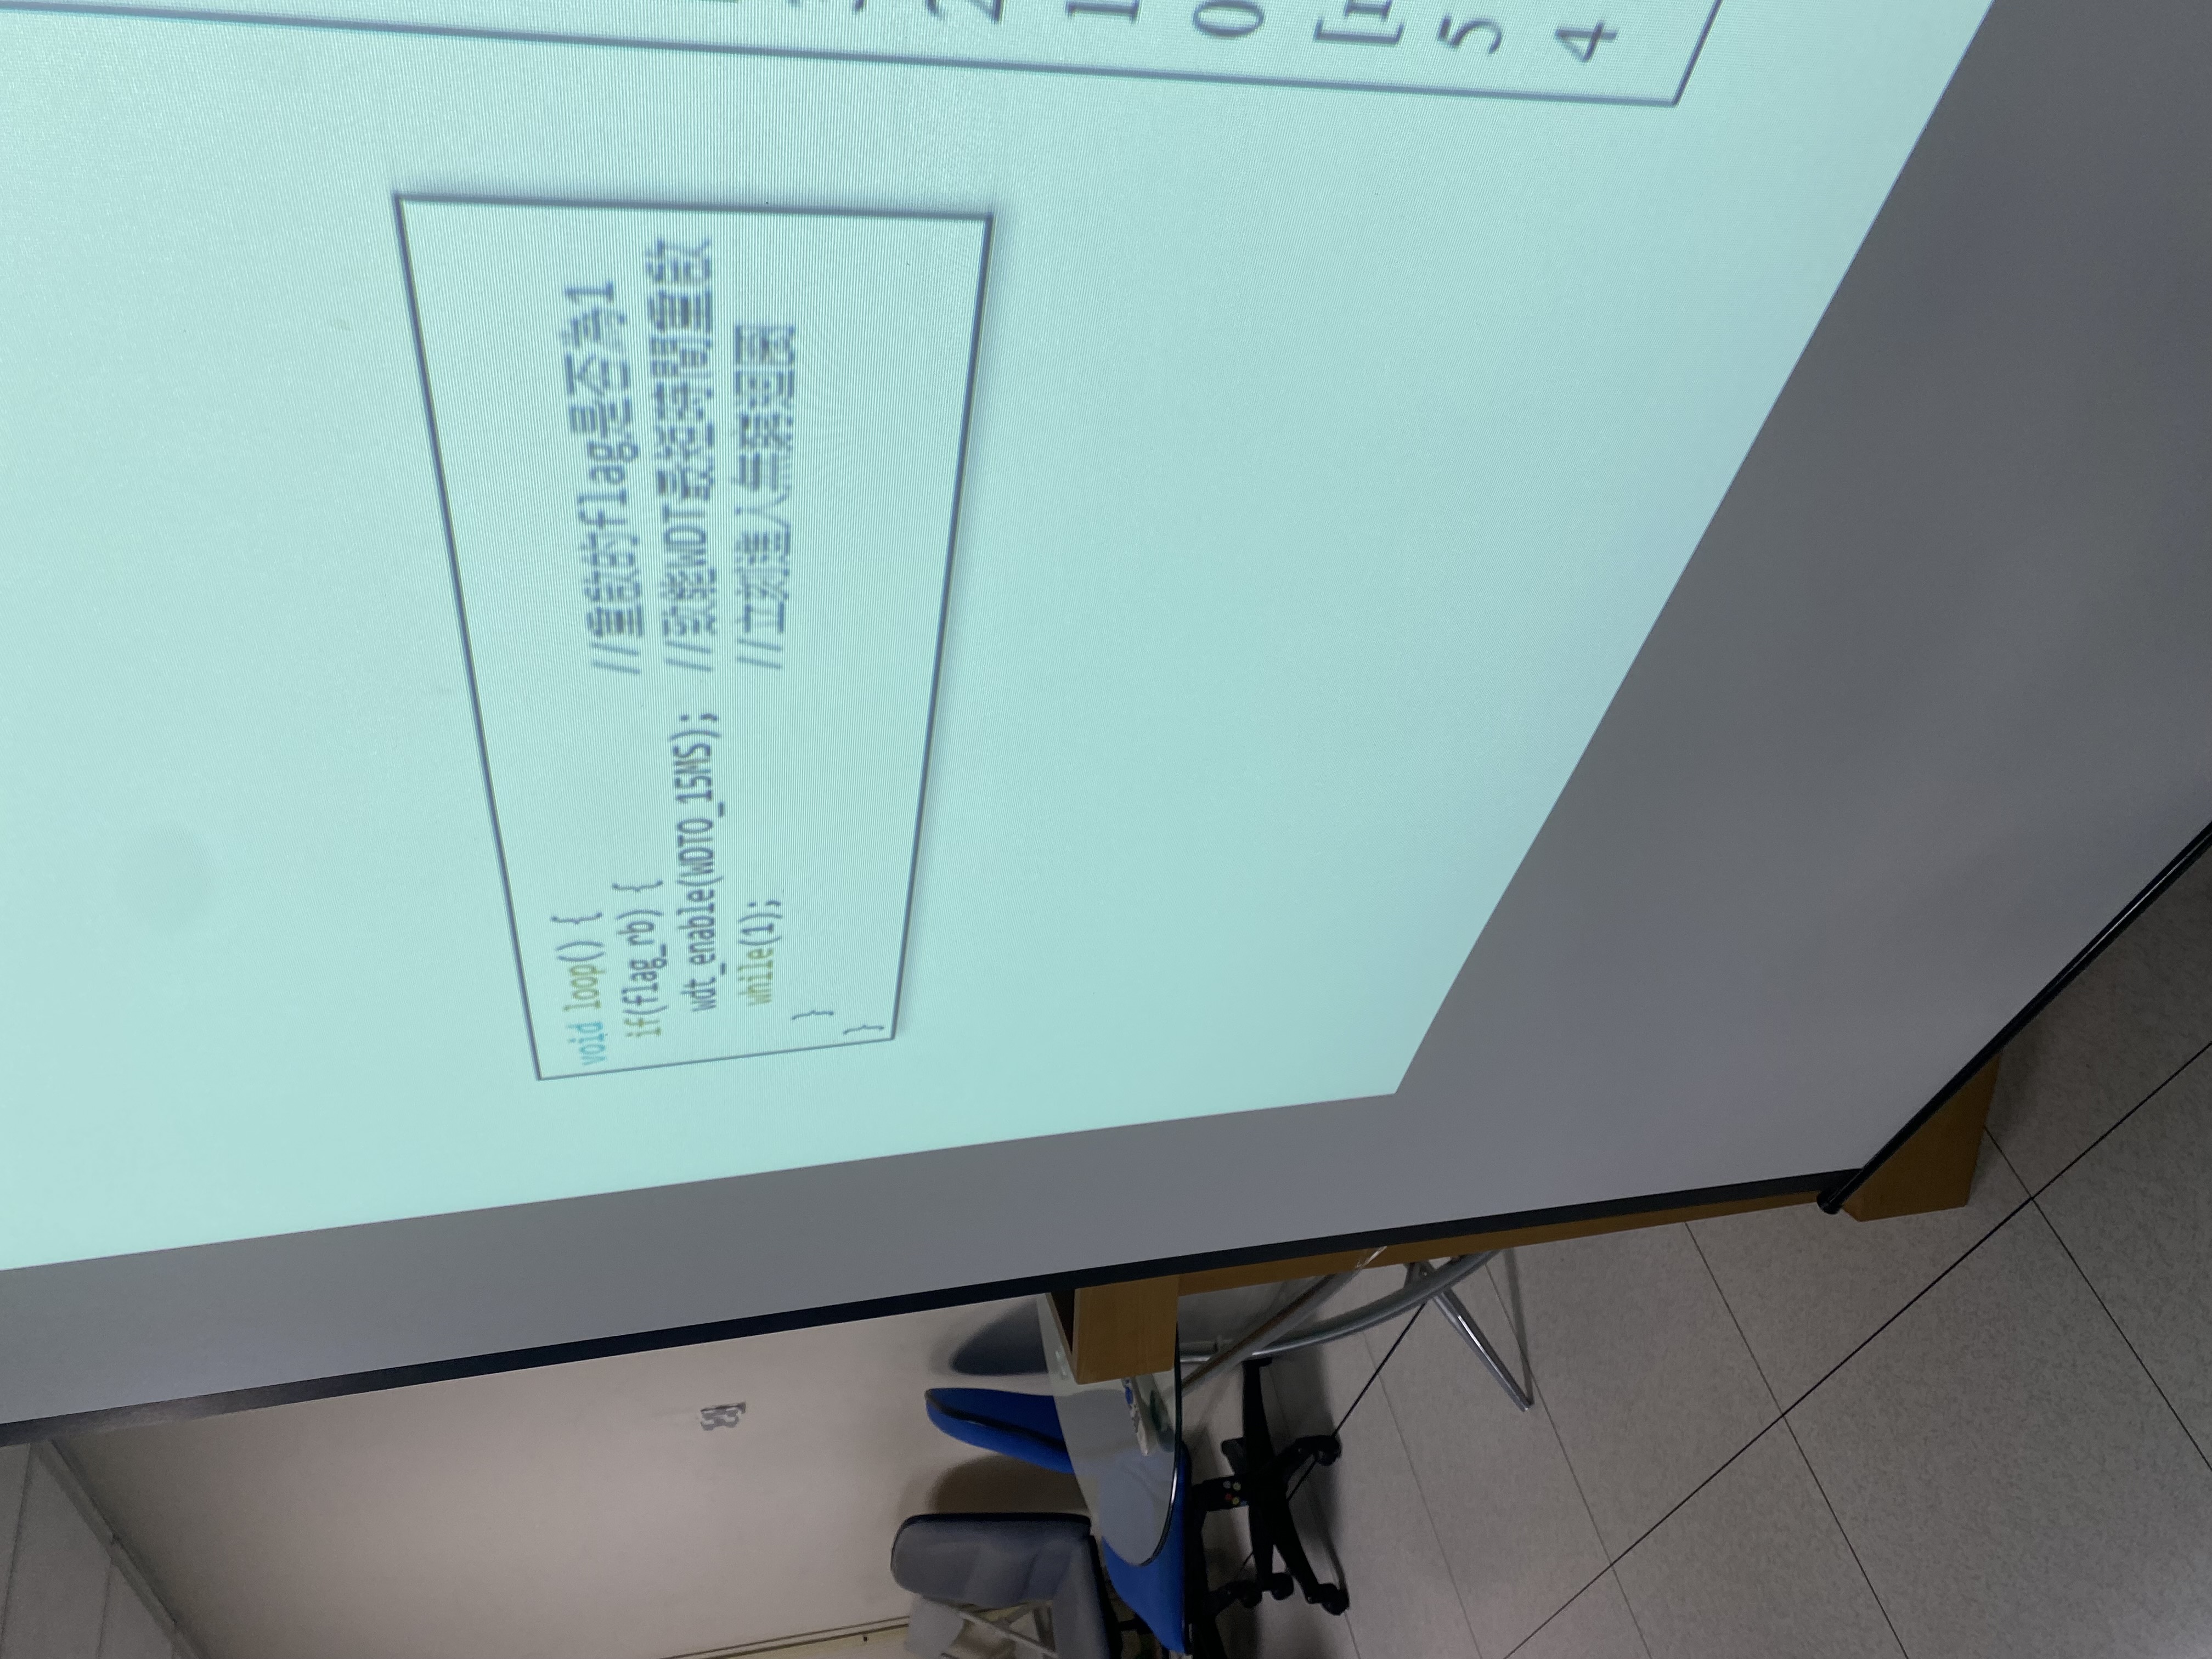 void loop() {
if(flag_rb) { //重啟的flag是否為1
wdt_enable(WDTO_15MS); //致能WDT最短時間重啟
while(1); //立刻進入無窮迴圈
}
}
2
1
0
5
4